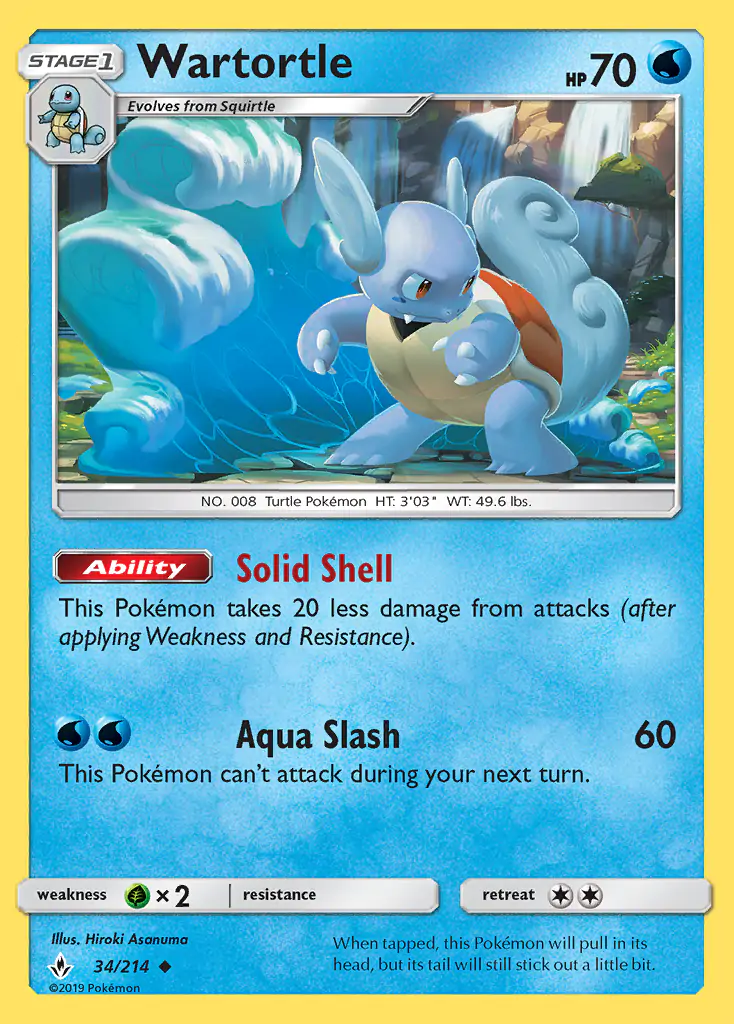 STAGE1
Wartortle
HP70
Evolves from Squirtle
NO. 008 Turtle Pokémon HT: 3'03" WT: 49.6 lbs.
Ability Solid Shell
This Pokémon takes 20 less damage from attacks (after
applying Weakness and Resistance).
Aqua Slash 60
This Pokémon can't attack during your next turn.
weakness ×2 resistance retreat
Illus. Hiroki Asanuma
34/214
©2019 Pokémon
When tapped, this Pokémon will pull in its
head, but its tail will still stick out a little bit.